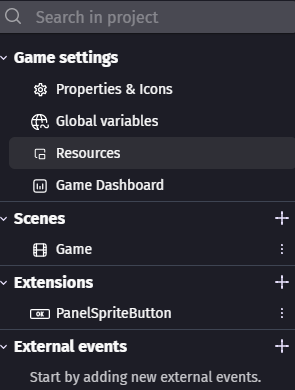 Search in project
Game settings
Properties & Icons
Global variables
Resources
Game Dashboard
Scenes
Game
Extensions
OK PanelSpriteButton
External events
Start by adding new external events.